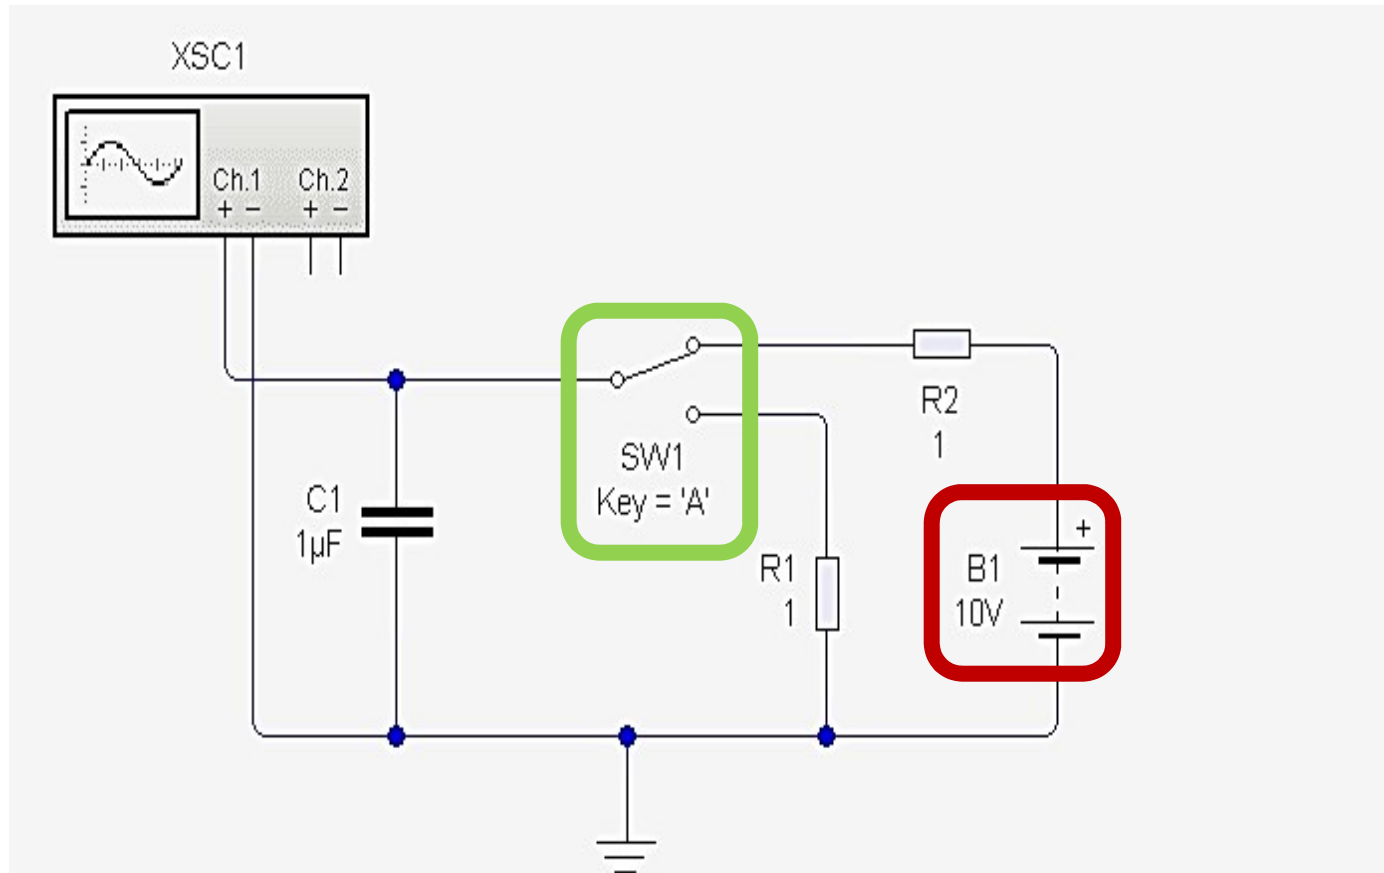 XSC1
Ch.1 Ch.2
+ − + −
R2
1
SW1
Key = 'A'
C1
1µF
+
R1
1
B1
10V